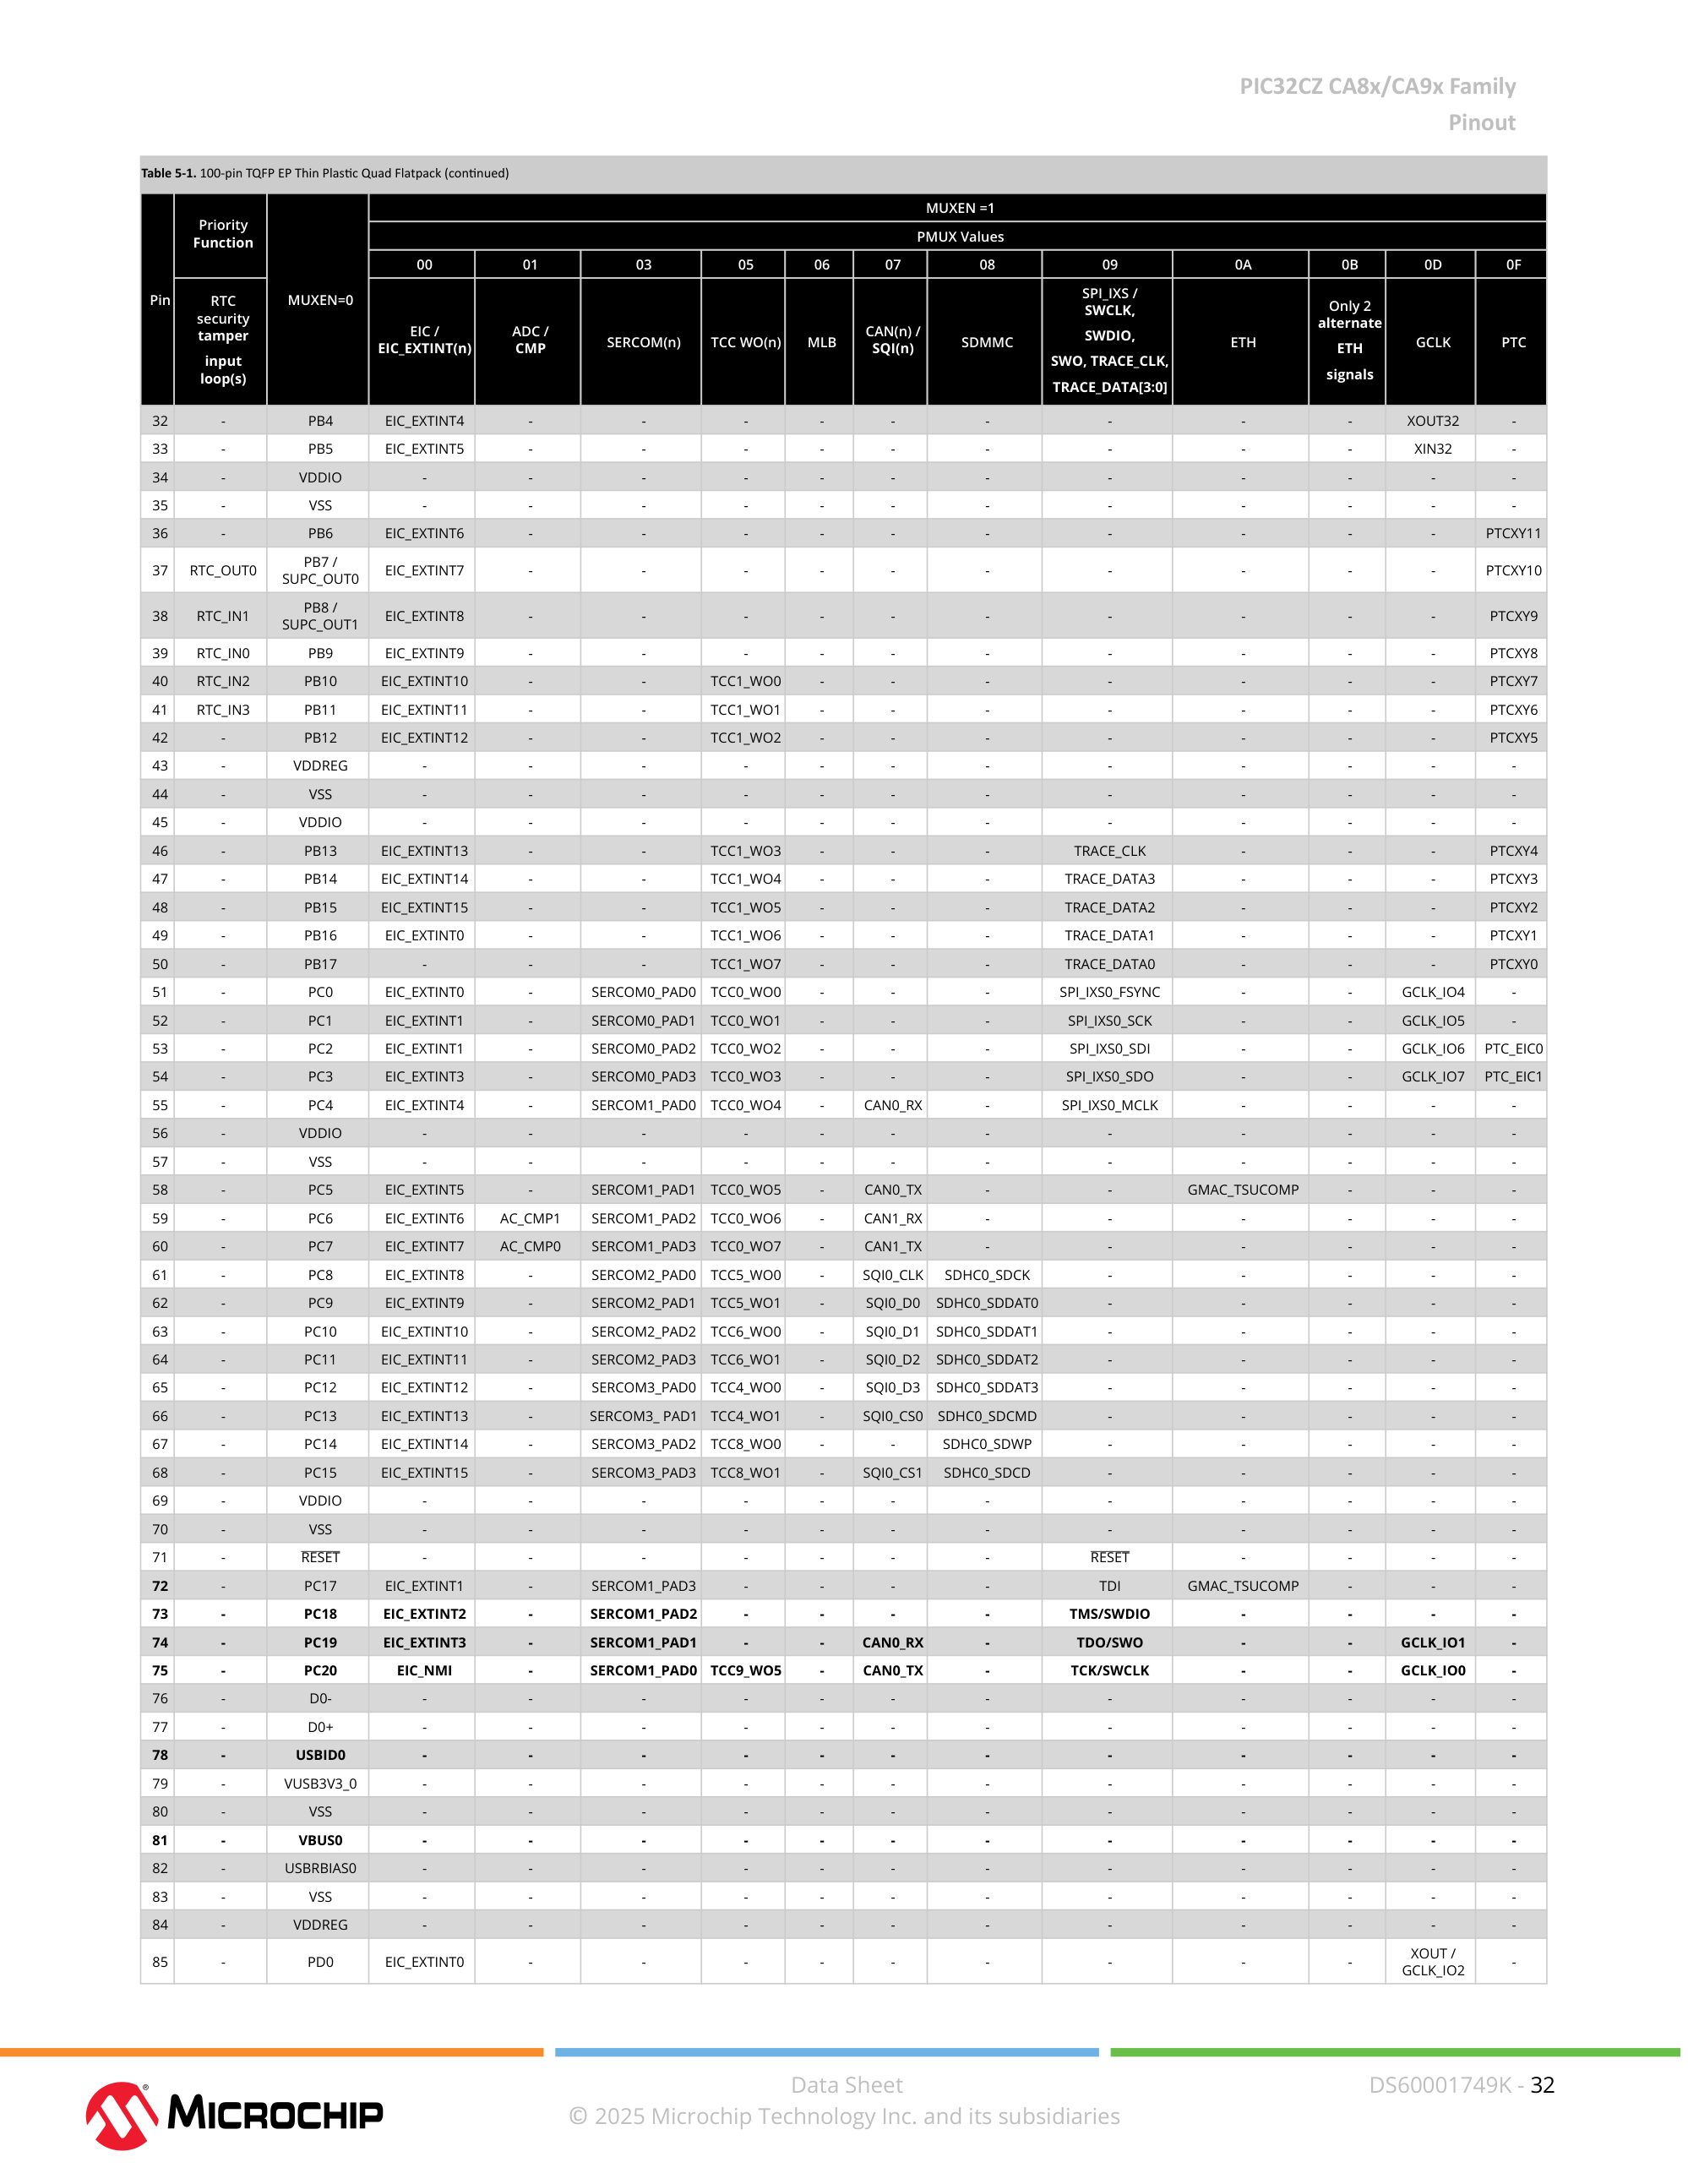 PIC32CZ CA8x/CA9x Family
Pinout
Table 5-1. 100-pin TQFP EP Thin Plastic Quad Flatpack (continued)
Pin Priority Function MUXEN=0 MUXEN =1
PMUX Values
00 01 03 05 06 07 08 09 0A 0B 0D 0F
RTC security tamper input loop(s) EIC / EIC_EXTINT(n) ADC / CMP SERCOM(n) TCC WO(n) MLB CAN(n) / SQI(n) SDMMC SPI_IXS / SWCLK, SWDIO, SWO, TRACE_CLK, TRACE_DATA[3:0] ETH Only 2 alternate ETH signals GCLK PTC
32 - PB4 EIC_EXTINT4 - - - - - - - - - XOUT32 -
33 - PB5 EIC_EXTINT5 - - - - - - - - - XIN32 -
34 - VDDIO - - - - - - - - - - - -
35 - VSS - - - - - - - - - - - -
36 - PB6 EIC_EXTINT6 - - - - - - - - - - PTCXY11
37 RTC_OUT0 PB7 / SUPC_OUT0 EIC_EXTINT7 - - - - - - - - - - PTCXY10
38 RTC_IN1 PB8 / SUPC_OUT1 EIC_EXTINT8 - - - - - - - - - - PTCXY9
39 RTC_IN0 PB9 EIC_EXTINT9 - - - - - - - - - - PTCXY8
40 RTC_IN2 PB10 EIC_EXTINT10 - - TCC1_WO0 - - - - - - - PTCXY7
41 RTC_IN3 PB11 EIC_EXTINT11 - - TCC1_WO1 - - - - - - - PTCXY6
42 - PB12 EIC_EXTINT12 - - TCC1_WO2 - - - - - - - PTCXY5
43 - VDDREG - - - - - - - - - - - -
44 - VSS - - - - - - - - - - - -
45 - VDDIO - - - - - - - - - - - -
46 - PB13 EIC_EXTINT13 - - TCC1_WO3 - - - TRACE_CLK - - - PTCXY4
47 - PB14 EIC_EXTINT14 - - TCC1_WO4 - - - TRACE_DATA3 - - - PTCXY3
48 - PB15 EIC_EXTINT15 - - TCC1_WO5 - - - TRACE_DATA2 - - - PTCXY2
49 - PB16 EIC_EXTINT0 - - TCC1_WO6 - - - TRACE_DATA1 - - - PTCXY1
50 - PB17 - - - TCC1_WO7 - - - TRACE_DATA0 - - - PTCXY0
51 - PC0 EIC_EXTINT0 - SERCOM0_PAD0 TCC0_WO0 - - - SPI_IXS0_FSYNC - - GCLK_IO4 -
52 - PC1 EIC_EXTINT1 - SERCOM0_PAD1 TCC0_WO1 - - - SPI_IXS0_SCK - - GCLK_IO5 -
53 - PC2 EIC_EXTINT1 - SERCOM0_PAD2 TCC0_WO2 - - - SPI_IXS0_SDI - - GCLK_IO6 PTC_EIC0
54 - PC3 EIC_EXTINT3 - SERCOM0_PAD3 TCC0_WO3 - - - SPI_IXS0_SDO - - GCLK_IO7 PTC_EIC1
55 - PC4 EIC_EXTINT4 - SERCOM1_PAD0 TCC0_WO4 - CAN0_RX - SPI_IXS0_MCLK - - - -
56 - VDDIO - - - - - - - - - - - -
57 - VSS - - - - - - - - - - - -
58 - PC5 EIC_EXTINT5 - SERCOM1_PAD1 TCC0_WO5 - CAN0_TX - - GMAC_TSUCOMP - - -
59 - PC6 EIC_EXTINT6 AC_CMP1 SERCOM1_PAD2 TCC0_WO6 - CAN1_RX - - - - - -
60 - PC7 EIC_EXTINT7 AC_CMP0 SERCOM1_PAD3 TCC0_WO7 - CAN1_TX - - - - - -
61 - PC8 EIC_EXTINT8 - SERCOM2_PAD0 TCC5_WO0 - SQI0_CLK SDHC0_SDCK - - - - -
62 - PC9 EIC_EXTINT9 - SERCOM2_PAD1 TCC5_WO1 - SQI0_D0 SDHC0_SDDAT0 - - - - -
63 - PC10 EIC_EXTINT10 - SERCOM2_PAD2 TCC6_WO0 - SQI0_D1 SDHC0_SDDAT1 - - - - -
64 - PC11 EIC_EXTINT11 - SERCOM2_PAD3 TCC6_WO1 - SQI0_D2 SDHC0_SDDAT2 - - - - -
65 - PC12 EIC_EXTINT12 - SERCOM3_PAD0 TCC4_WO0 - SQI0_D3 SDHC0_SDDAT3 - - - - -
66 - PC13 EIC_EXTINT13 - SERCOM3_ PAD1 TCC4_WO1 - SQI0_CS0 SDHC0_SDCMD - - - - -
67 - PC14 EIC_EXTINT14 - SERCOM3_PAD2 TCC8_WO0 - - SDHC0_SDWP - - - - -
68 - PC15 EIC_EXTINT15 - SERCOM3_PAD3 TCC8_WO1 - SQI0_CS1 SDHC0_SDCD - - - - -
69 - VDDIO - - - - - - - - - - - -
70 - VSS - - - - - - - - - - - -
71 - RESET - - - - - - - RESET - - - -
72 - PC17 EIC_EXTINT1 - SERCOM1_PAD3 - - - - TDI GMAC_TSUCOMP - - -
73 - PC18 EIC_EXTINT2 - SERCOM1_PAD2 - - - - TMS/SWDIO - - - -
74 - PC19 EIC_EXTINT3 - SERCOM1_PAD1 - - CAN0_RX - TDO/SWO - - GCLK_IO1 -
75 - PC20 EIC_NMI - SERCOM1_PAD0 TCC9_WO5 - CAN0_TX - TCK/SWCLK - - GCLK_IO0 -
76 - D0- - - - - - - - - - - - -
77 - D0+ - - - - - - - - - - - -
78 - USBID0 - - - - - - - - - - - -
79 - VUSB3V3_0 - - - - - - - - - - - -
80 - VSS - - - - - - - - - - - -
81 - VBUS0 - - - - - - - - - - - -
82 - USBRBIAS0 - - - - - - - - - - - -
83 - VSS - - - - - - - - - - - -
84 - VDDREG - - - - - - - - - - - -
85 - PD0 EIC_EXTINT0 - - - - - - - - - XOUT / GCLK_IO2 -
MICROCHIP
Data Sheet
© 2025 Microchip Technology Inc. and its subsidiaries
DS60001749K - 32